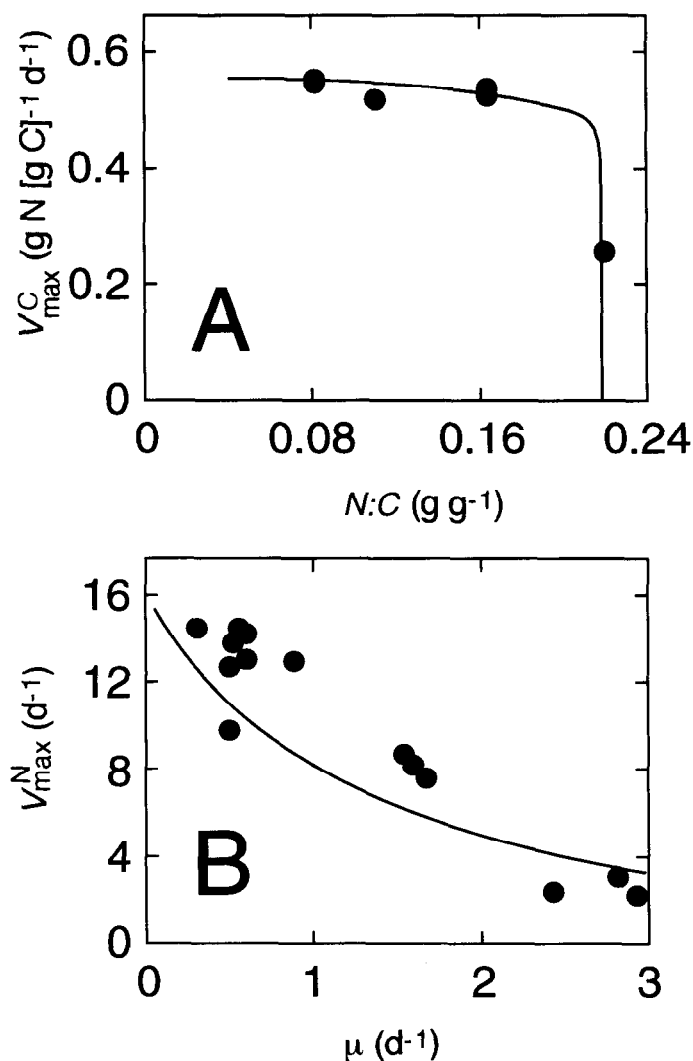 0.6
0.4
0.2
0
V^C_max (g N [g C]^-1 d^-1)
A
0 0.08 0.16 0.24
N:C (g g^-1)
16
12
8
4
0
V^N_max (d^-1)
B
0 1 2 3
μ (d^-1)